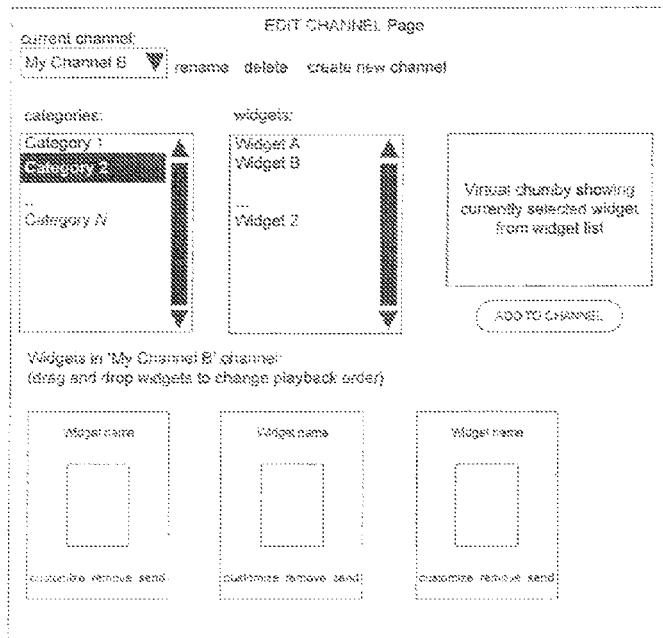 EDIT CHANNEL Page
current channel:
My Channel B
rename delete create new channel
categories:
Category 1
Category 2
..
Category N
widgets:
Widget A
Widget B
...
Widget Z
Virtual chumby showing
currently selected widget
from widget list
ADD TO CHANNEL
Widgets in 'My Channel B' channel:
(drag and drop widgets to change playback order)
Widget name
customize remove send
Widget name
customize remove send
Widget name
customize remove send